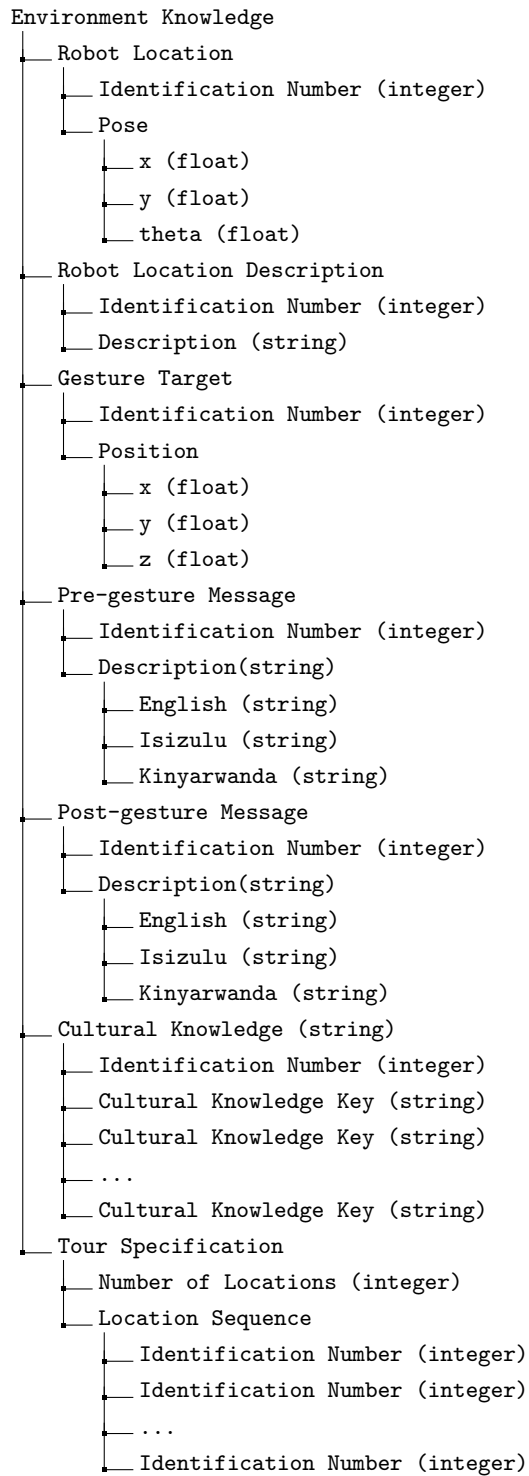 Environment Knowledge
Robot Location
Identification Number (integer)
Pose
x (float)
y (float)
theta (float)
Robot Location Description
Identification Number (integer)
Description (string)
Gesture Target
Identification Number (integer)
Position
x (float)
y (float)
z (float)
Pre-gesture Message
Identification Number (integer)
Description(string)
English (string)
Isizulu (string)
Kinyarwanda (string)
Post-gesture Message
Identification Number (integer)
Description(string)
English (string)
Isizulu (string)
Kinyarwanda (string)
Cultural Knowledge (string)
Identification Number (integer)
Cultural Knowledge Key (string)
Cultural Knowledge Key (string)
...
Cultural Knowledge Key (string)
Tour Specification
Number of Locations (integer)
Location Sequence
Identification Number (integer)
Identification Number (integer)
...
Identification Number (integer)